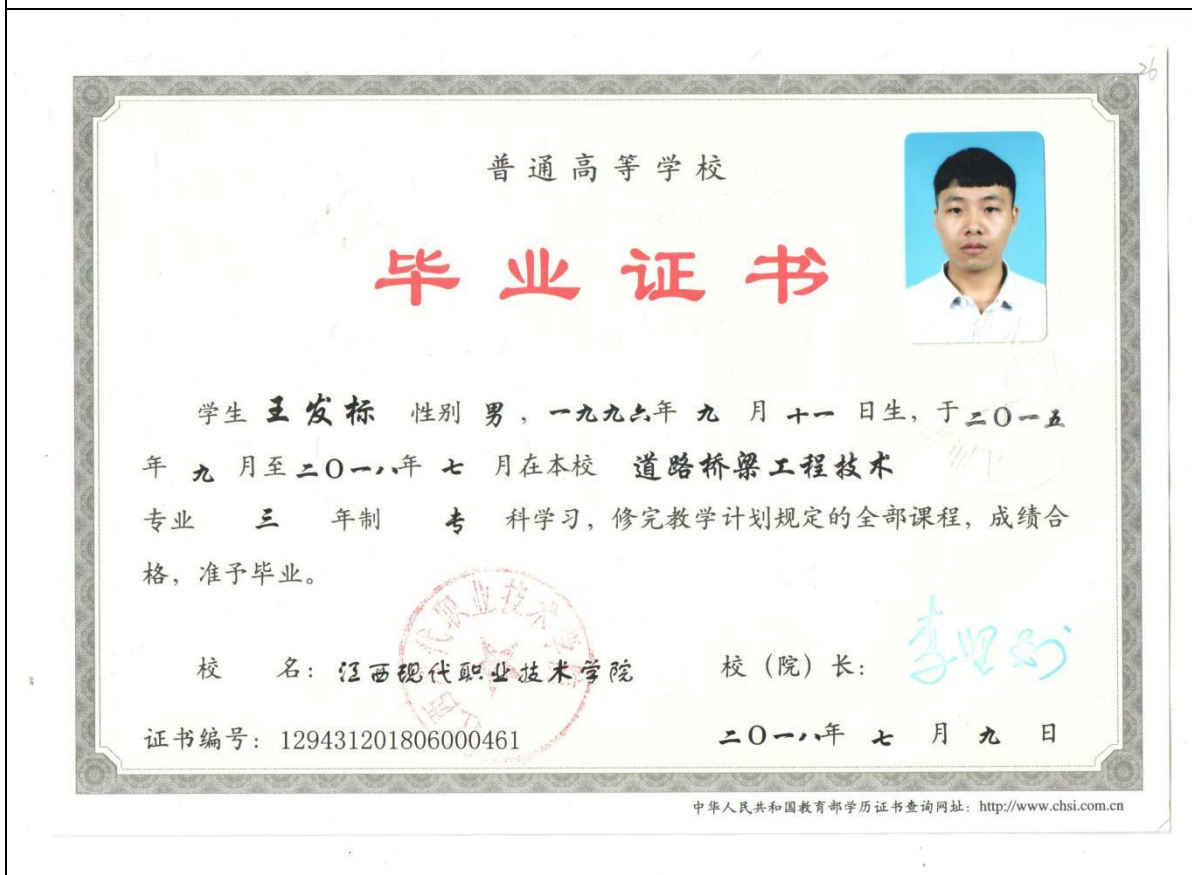 26
普通高等学校
毕业证书
学生 王发标 性别 男，一九九六年 九 月 十一 日生，于二〇一五
年 九 月至二〇一八年 七 月在本校 道路桥梁工程技术
专业 三 年制 专 科学习，修完教学计划规定的全部课程，成绩合
格，准予毕业。
校 名：江西现代职业技术学院 校（院）长：
证书编号：129431201806000461 二〇一八年 七 月 九 日
中华人民共和国教育部学历证书查询网址：http://www.chsi.com.cn